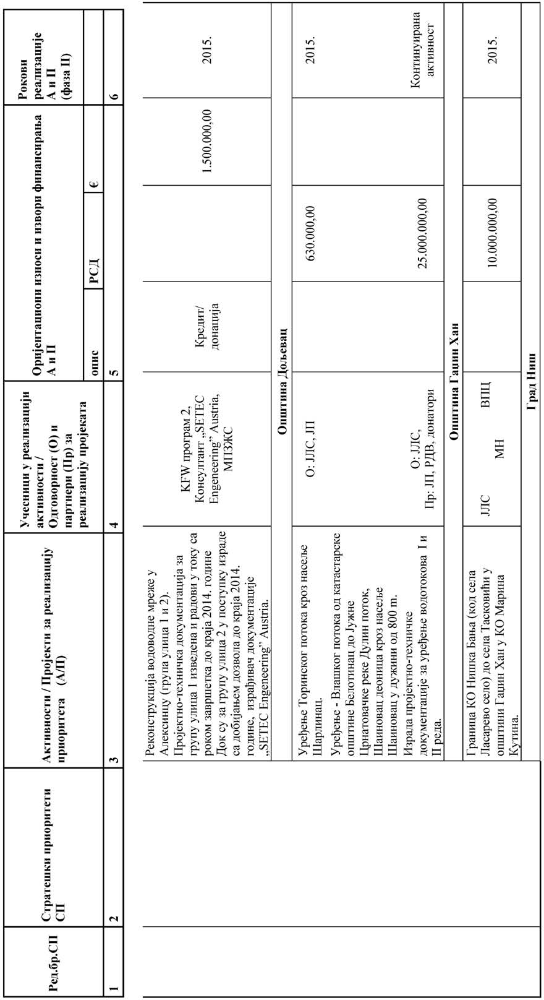 Ред.бр.СП
Стратешки приоритети
СП
Активности / Пројекти за реализацију
приоритета (А/П)
Учесници у реализацији
активности /
Одговорност (О) и
партнери (Пр) за
реализацију пројеката
Оријентациони износи и извори финансирања
А и П
опис
РСД
€
Рокови
реализације
А и П
(фаза II)
1
2
3
4
5
6
Реконструкција водоводне мреже у
Алексинцу (група улица 1 и 2).
Пројектно-техничка документација за
групу улица 1 изведена и радови у току са
роком завршетка до краја 2014. године
Док су за групу улица 2 у поступку израде
са добијањем дозвола до краја 2014.
године, израђивач документације
„SETEC Engeneering” Austria.
KFW програм 2,
Консултант „SETEC
Engeneering” Austria,
МПЗЖС
Кредит/
донација
1.500.000,00
2015.
Општина Дољевац
Уређење Торинског потока кроз насеље
Шарлинац.
О: ЈЛС, ЈП
630.000,00
2015.
Уређење - Влашког потока од катастарске
општине Белотинац до Јужне
Црнатовачке реке Дулин поток,
Шаиновац деоница кроз насеље
Шаиновац у дужини од 800 m.
Израда пројектно-техничке
документације за уређење водотокова I и
II реда.
О: ЈЛС,
Пр: ЈП, РДВ, донатори
25.000.000,00
Континуирана
активност
Општина Гаџин Хан
Граница КО Нишка Бања (код села
Ласарево село) до села Тасковићи у
општини Гаџин Хан у КО Марина
Кутина.
ЈЛС
МН
ВПЦ
10.000.000,00
2015.
Град Ниш